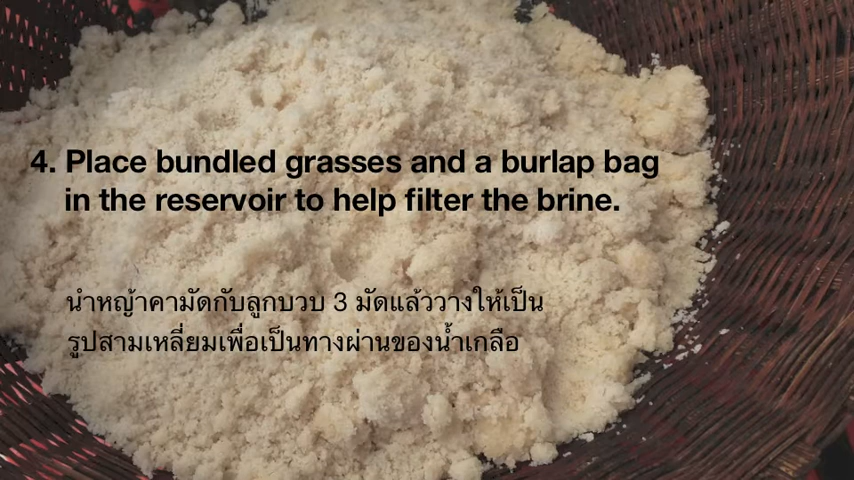 4. Place bundled grasses and a burlap bag
in the reservoir to help filter the brine.
นำหญ้าคามัดกับลูกบวบ 3 มัดแล้ววางให้เป็น
รูปสามเหลี่ยมเพื่อเป็นทางผ่านของน้ำเกลือ